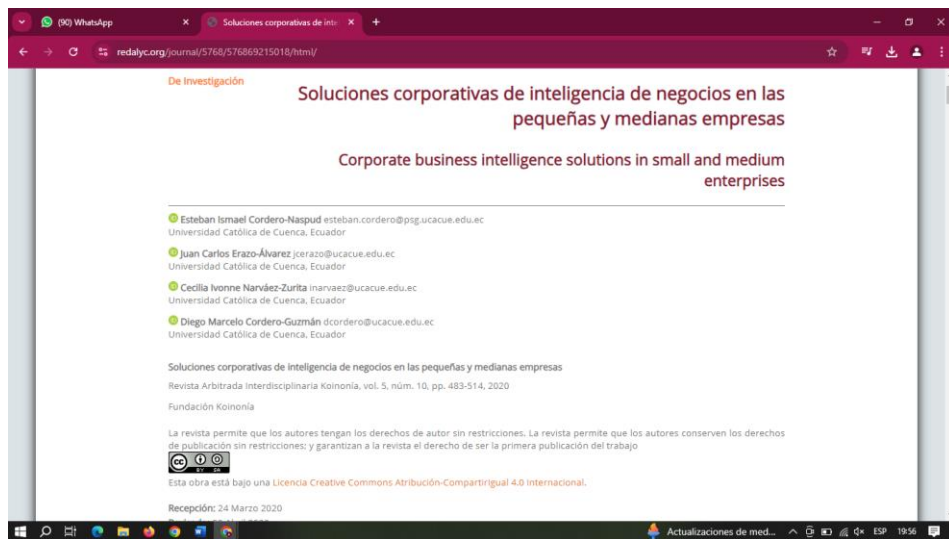 (90) WhatsApp
Soluciones corporativas de inte
redalyc.org/journal/5768/576869215018/html/
De Investigación
Soluciones corporativas de inteligencia de negocios en las
pequeñas y medianas empresas
Corporate business intelligence solutions in small and medium
enterprises
Esteban Ismael Cordero-Naspud esteban.cordero@psg.ucacue.edu.ec
Universidad Católica de Cuenca, Ecuador
Juan Carlos Erazo-Álvarez jcerazo@ucacue.edu.ec
Universidad Católica de Cuenca, Ecuador
Cecilia Ivonne Narváez-Zurita inarvaez@ucacue.edu.ec
Universidad Católica de Cuenca, Ecuador
Diego Marcelo Cordero-Guzmán dcordero@ucacue.edu.ec
Universidad Católica de Cuenca, Ecuador
Soluciones corporativas de inteligencia de negocios en las pequeñas y medianas empresas
Revista Arbitrada Interdisciplinaria Koinonía, vol. 5, núm. 10, pp. 483-514, 2020
Fundación Koinonía
La revista permite que los autores tengan los derechos de autor sin restricciones. La revista permite que los autores conserven los derechos
de publicación sin restricciones; y garantizan a la revista el derecho de ser la primera publicación del trabajo
cc BY SA
Esta obra está bajo una Licencia Creative Commons Atribución-CompartirIgual 4.0 Internacional.
Recepción: 24 Marzo 2020
Actualizaciones de med... ESP 19:56